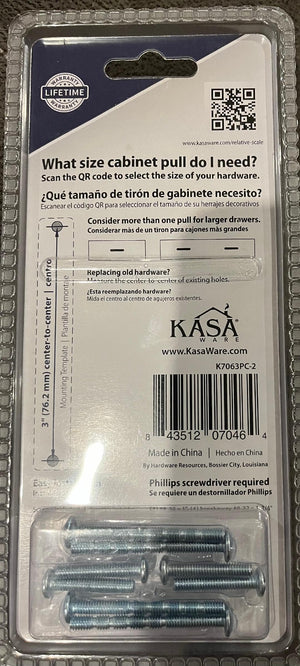 WARRANTY
LIFETIME
WARRANTY
www.kasaware.com/relative-scale
What size cabinet pull do I need?
Scan the QR code to select the size of your hardware.
¿Qué tamaño de tirón de gabinete necesito?
Escanear el código QR para seleccionar el tamaño de su herrajes decorativos
Consider more than one pull for larger drawers.
Considerar más de un tiron para cajones más grandes
Replacing old hardware?
Measure the center-to-center of existing holes.
¿Esta reemplazando hardware?
Mida el centro al centro de agujeros existentes.
3" (76.2 mm) center-to-center | centro
Mounting Template | Plantilla de montaje
KASA
WARE
www.KasaWare.com
K7063PC-2
8 43512 07046 4
Made in China | Hecho en China
By Hardware Resources, Bossier City, Louisiana
Phillips screwdriver required
Se requiere un destornillador Phillips